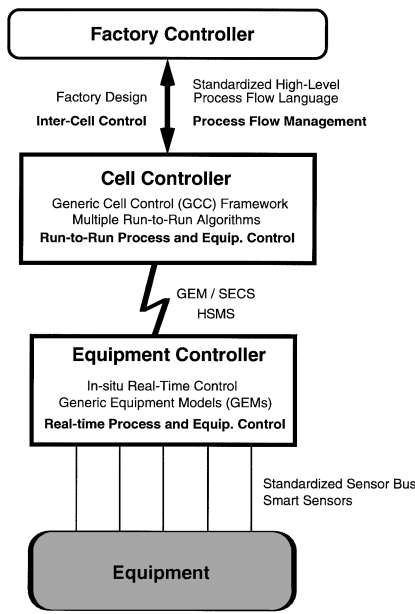 Factory Controller
Factory Design
Standardized High-Level
Process Flow Language
Inter-Cell Control
Process Flow Management
Cell Controller
Generic Cell Control (GCC) Framework
Multiple Run-to-Run Algorithms
Run-to-Run Process and Equip. Control
GEM / SECS
HSMS
Equipment Controller
In-situ Real-Time Control
Generic Equipment Models (GEMs)
Real-time Process and Equip. Control
Standardized Sensor Bus
Smart Sensors
Equipment